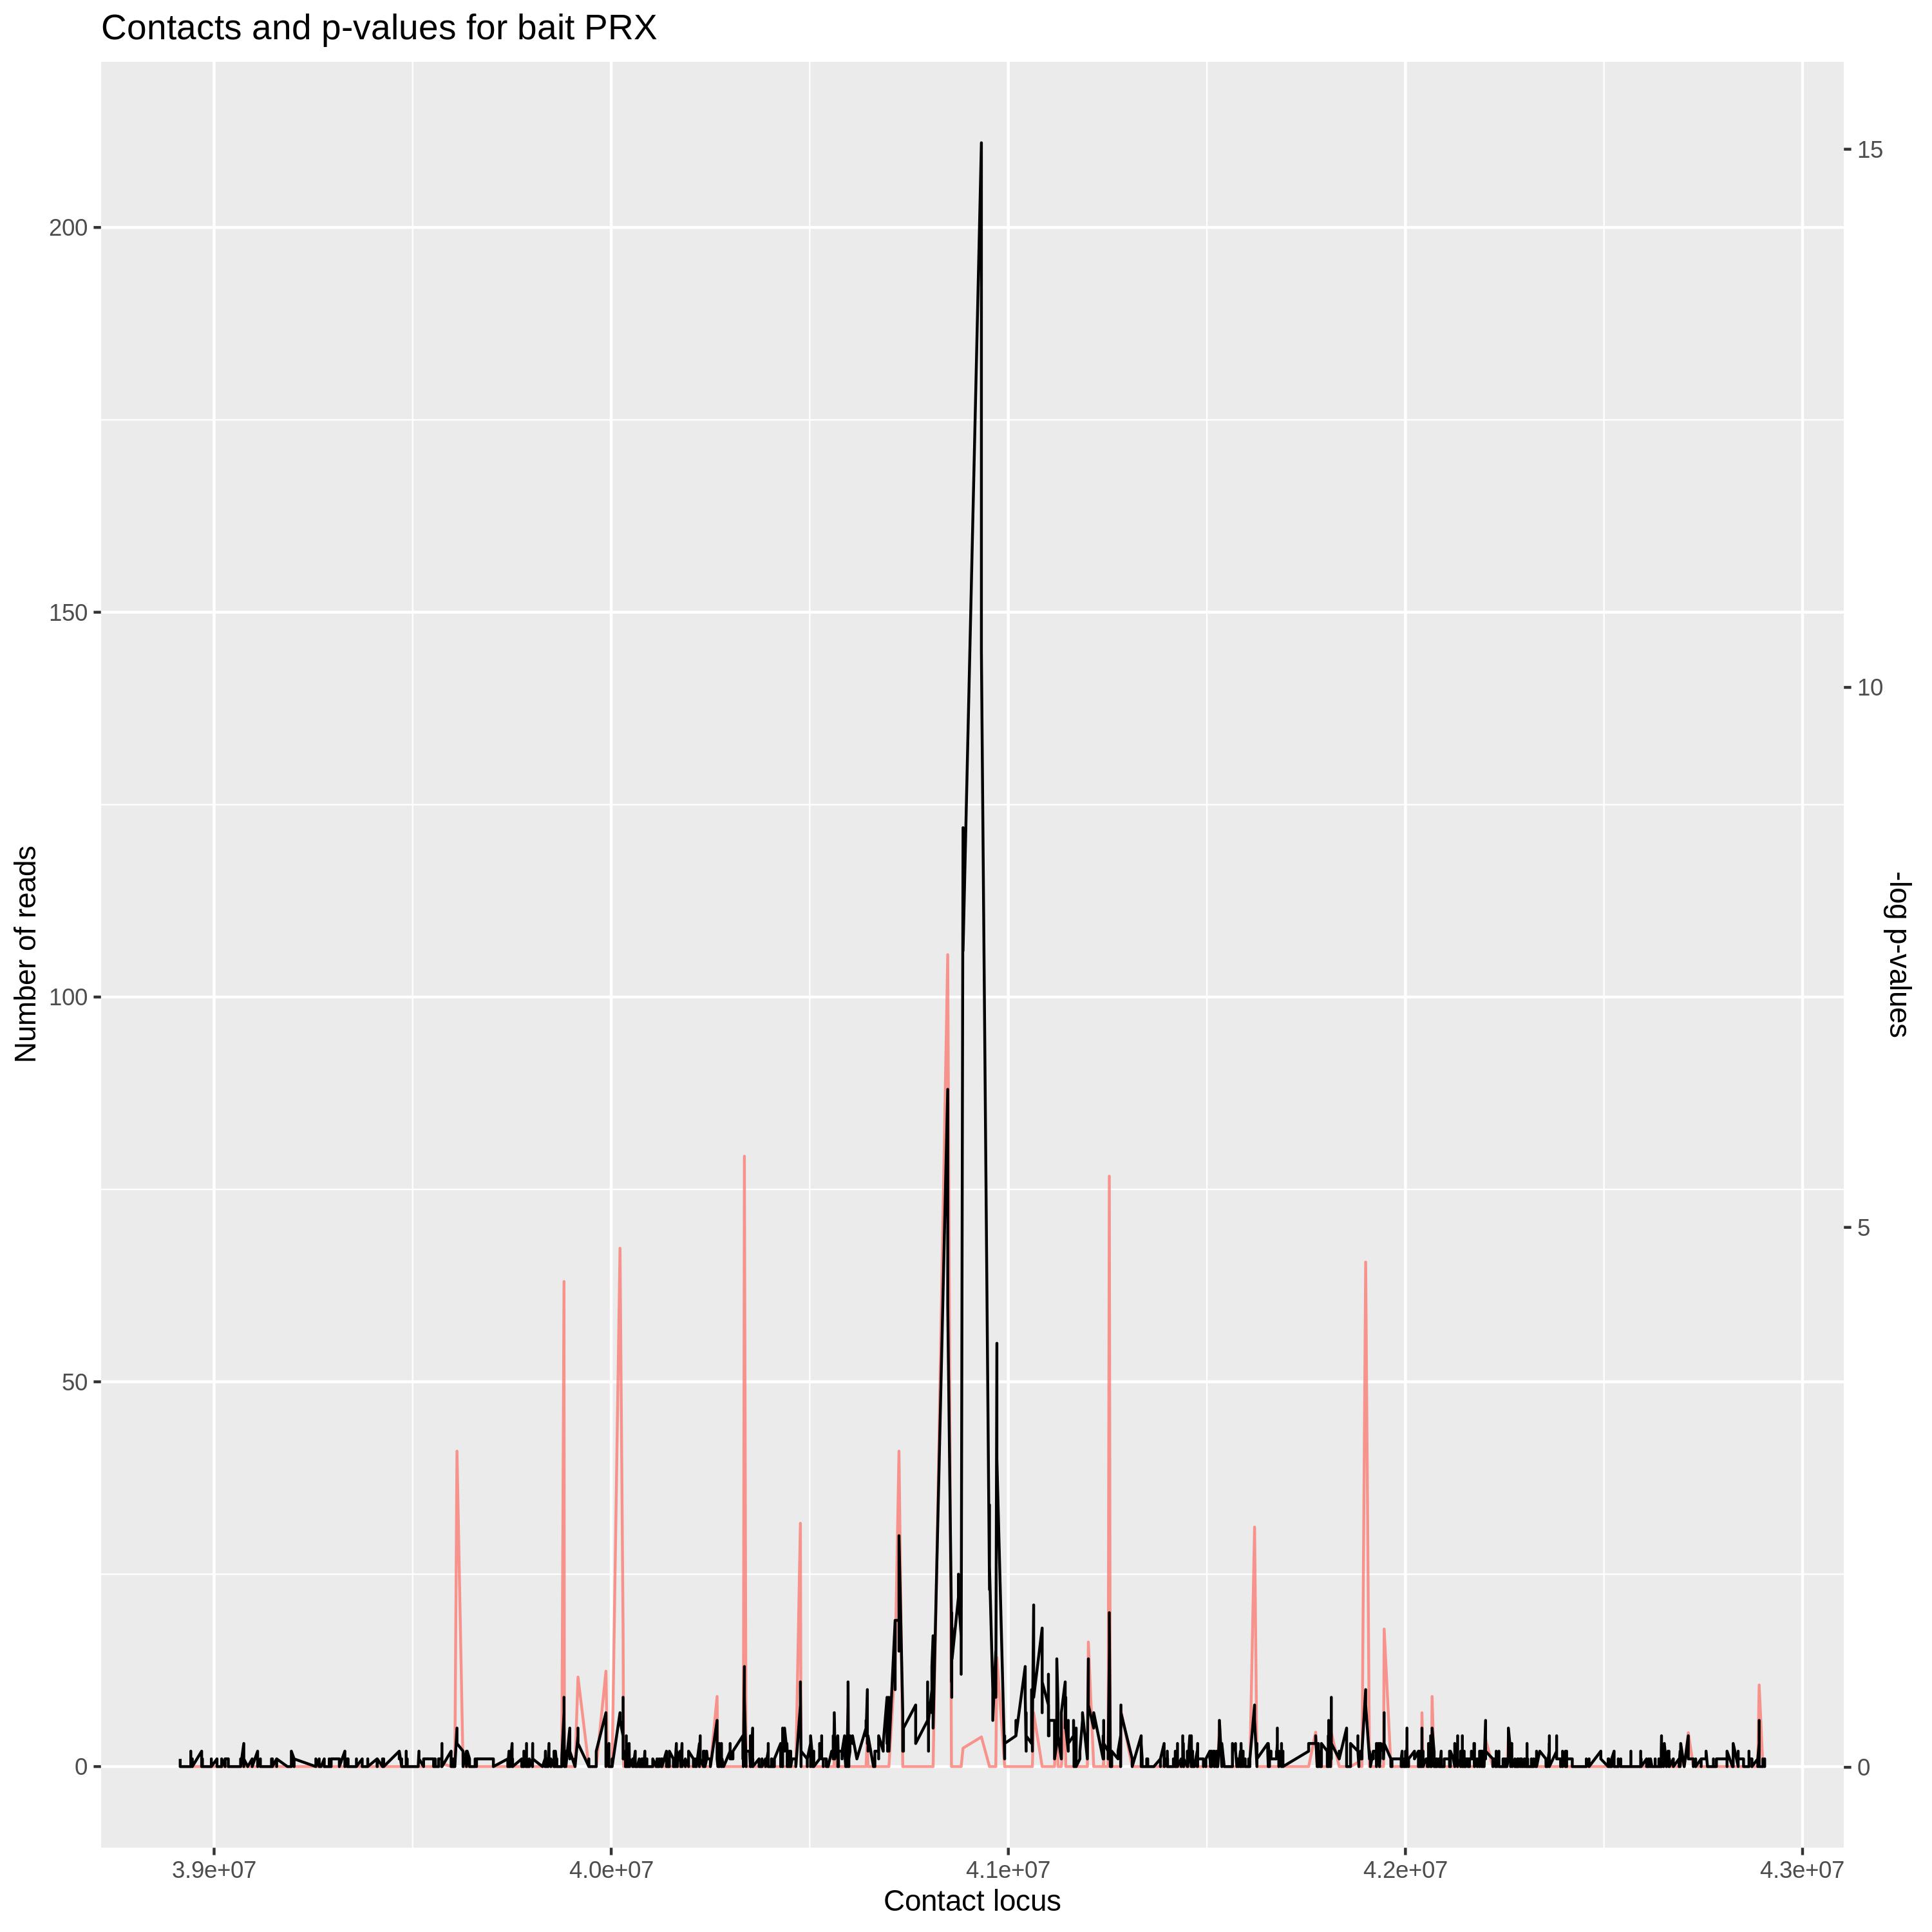 Contacts and p-values for bait PRX
200
150
100
50
0
15
10
5
0
Number of reads
-log p-values
3.9e+07
4.0e+07
4.1e+07
4.2e+07
4.3e+07
Contact locus